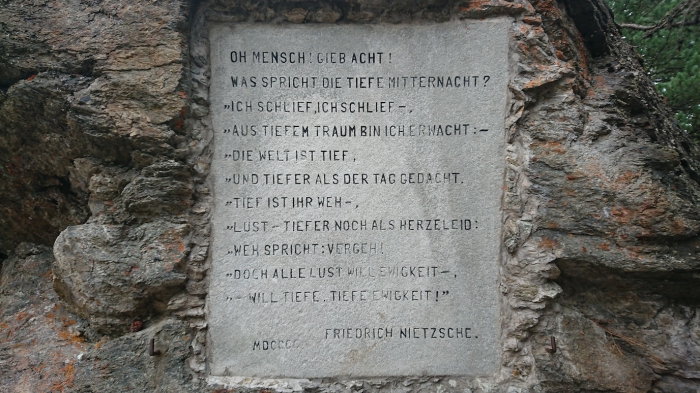 OH MENSCH! GIEB ACHT!
WAS SPRICHT DIE TIEFE MITTERNACHT?
„ICH SCHLIEF, ICH SCHLIEF—,
„AUS TIEFEM TRAUM BIN ICH ERWACHT:—
„DIE WELT IST TIEF,
„UND TIEFER ALS DER TAG GEDACHT.
„TIEF IST IHR WEH—,
„LUST—TIEFER NOCH ALS HERZELEID:
„WEH SPRICHT: VERGEH!
„DOCH ALLE LUST WILL EWIGKEIT—,
„— WILL TIEFE, TIEFE EWIGKEIT!"
FRIEDRICH NIETZSCHE.
MDCCCC